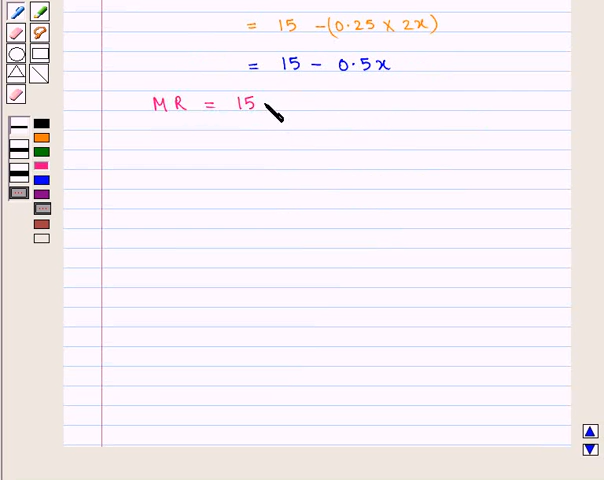 = 15 - (0.25 × 2x)
= 15 - 0.5x
MR = 15